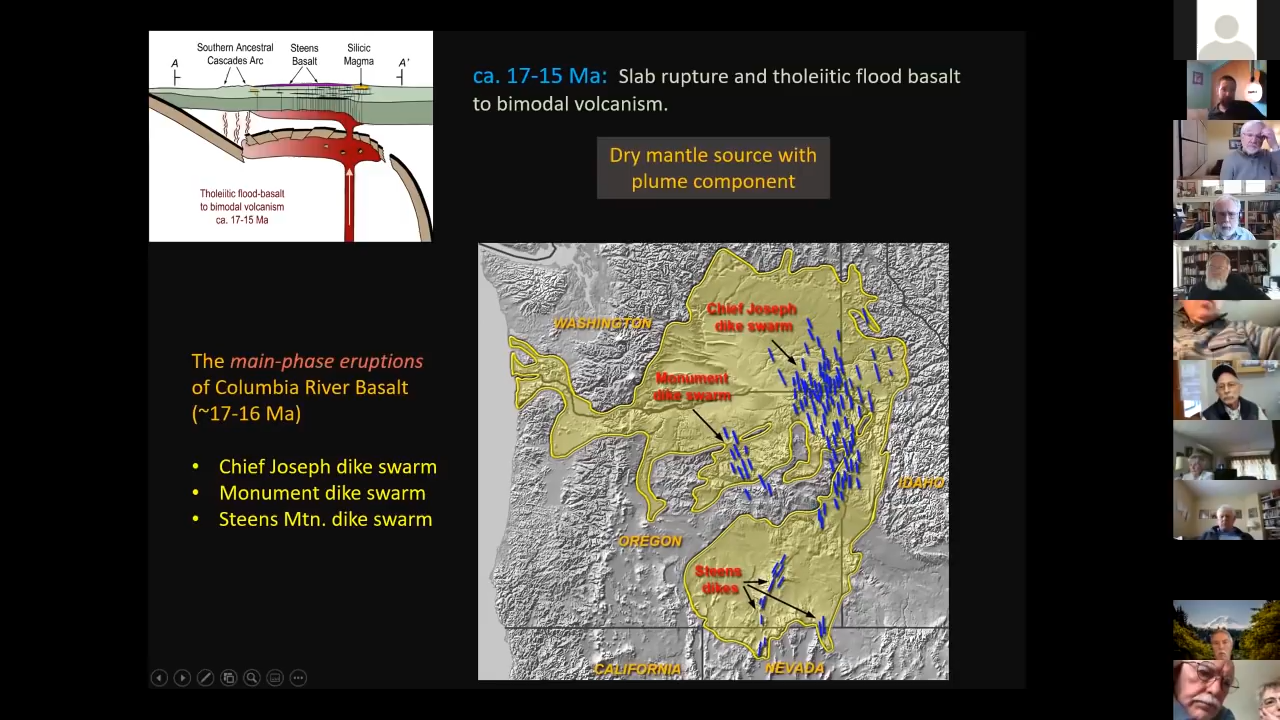 Southern Ancestral
Cascades Arc
Steens
Basalt
Silicic
Magma
A
A'
Tholeiitic flood-basalt
to bimodal volcanism
ca. 17-15 Ma
ca. 17-15 Ma: Slab rupture and tholeiitic flood basalt
to bimodal volcanism.
Dry mantle source with
plume component
The main-phase eruptions
of Columbia River Basalt
(~17-16 Ma)
• Chief Joseph dike swarm
• Monument dike swarm
• Steens Mtn. dike swarm
WASHINGTON
Chief Joseph
dike swarm
Monument
dike swarm
IDAHO
OREGON
Steens
dikes
CALIFORNIA
NEVADA